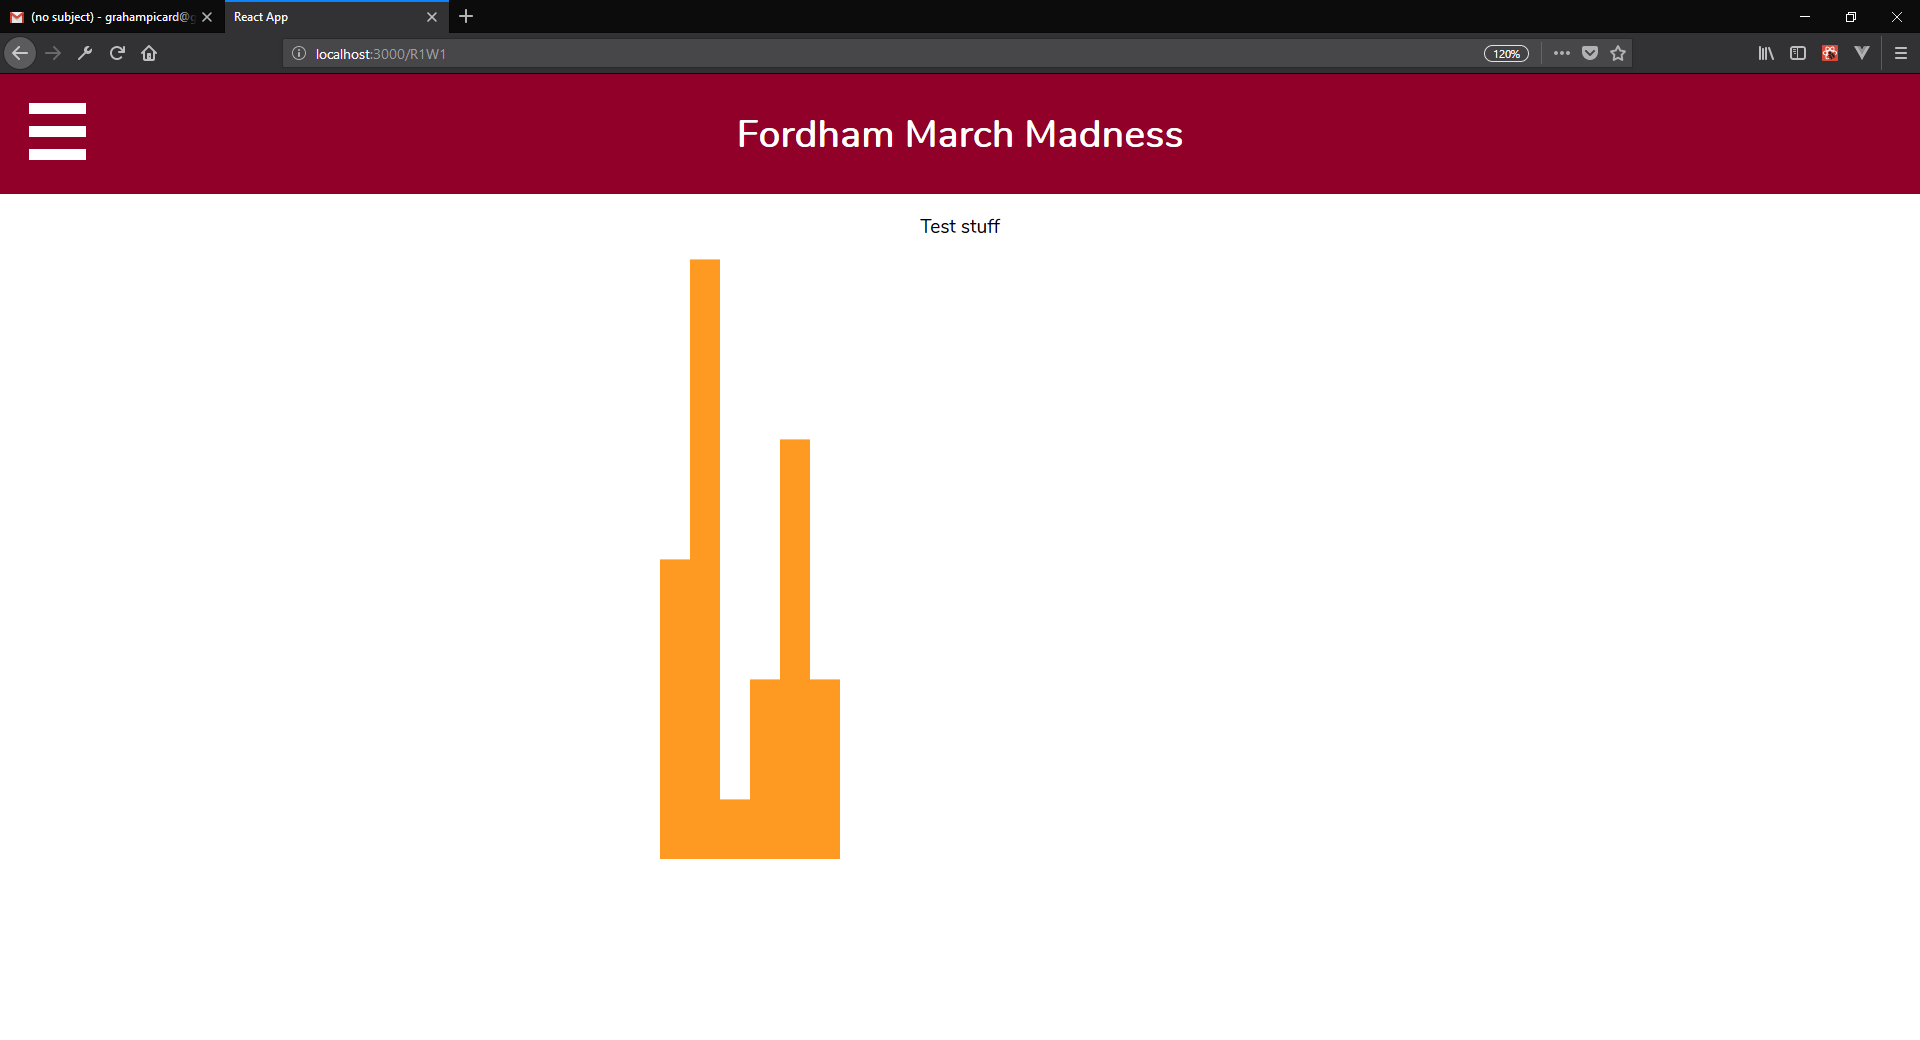 (no subject) - grahampicard@g
React App
localhost:3000/R1W1
120%
Fordham March Madness
Test stuff